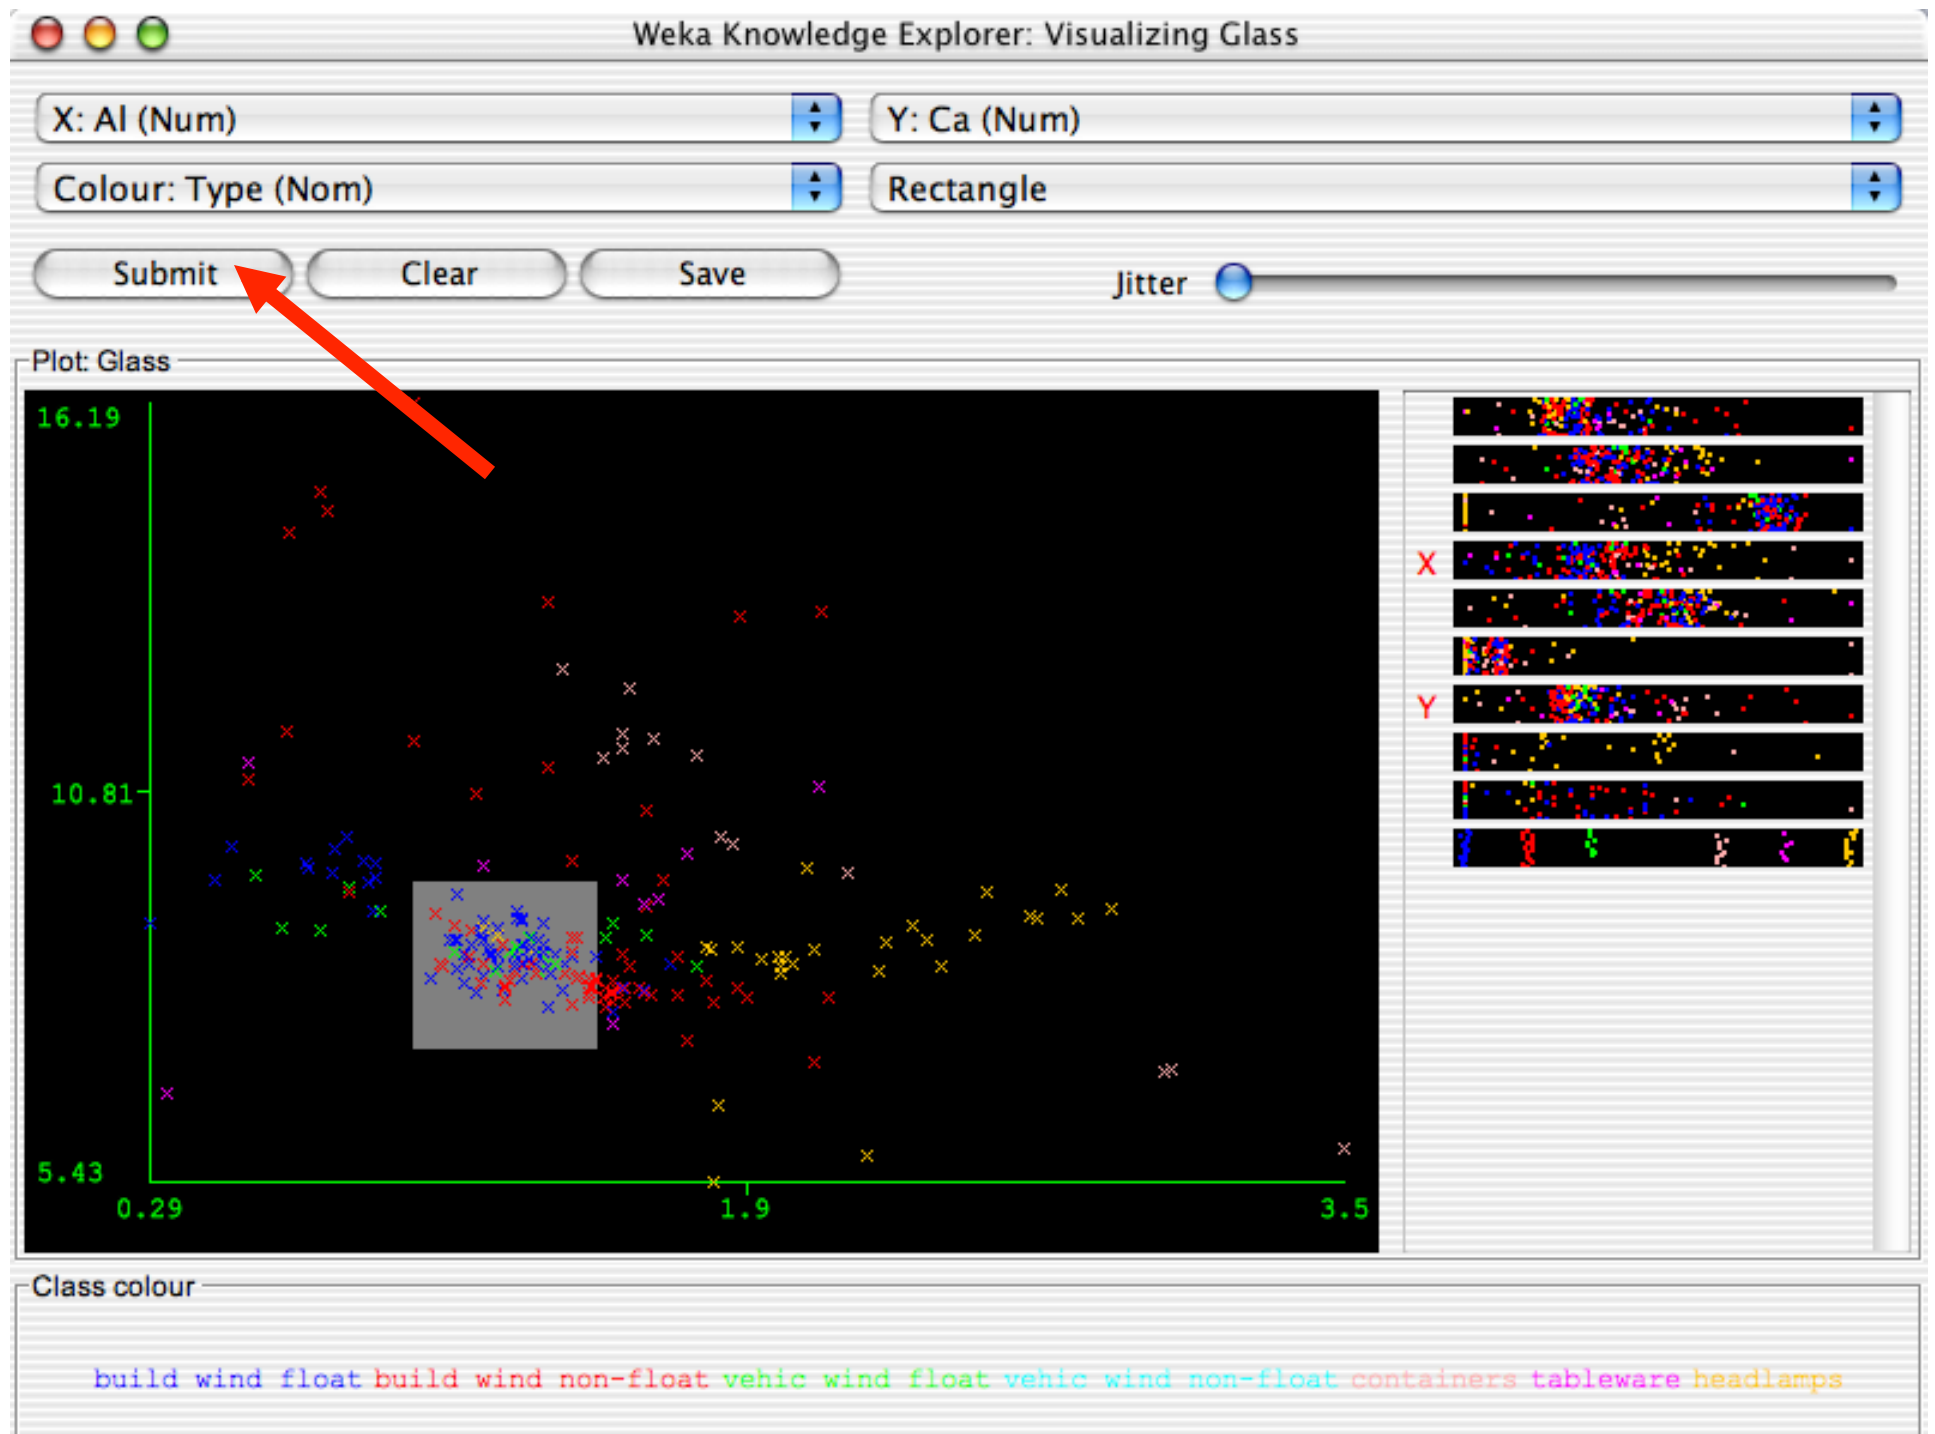 Weka Knowledge Explorer: Visualizing Glass
X: Al (Num)
Y: Ca (Num)
Colour: Type (Nom)
Rectangle
Submit
Clear
Save
Jitter
Plot: Glass
16.19
10.81
5.43
0.29
1.9
3.5
X
Y
Class colour
build wind float build wind non-float vehic wind float vehic wind non-float containers tableware headlamps